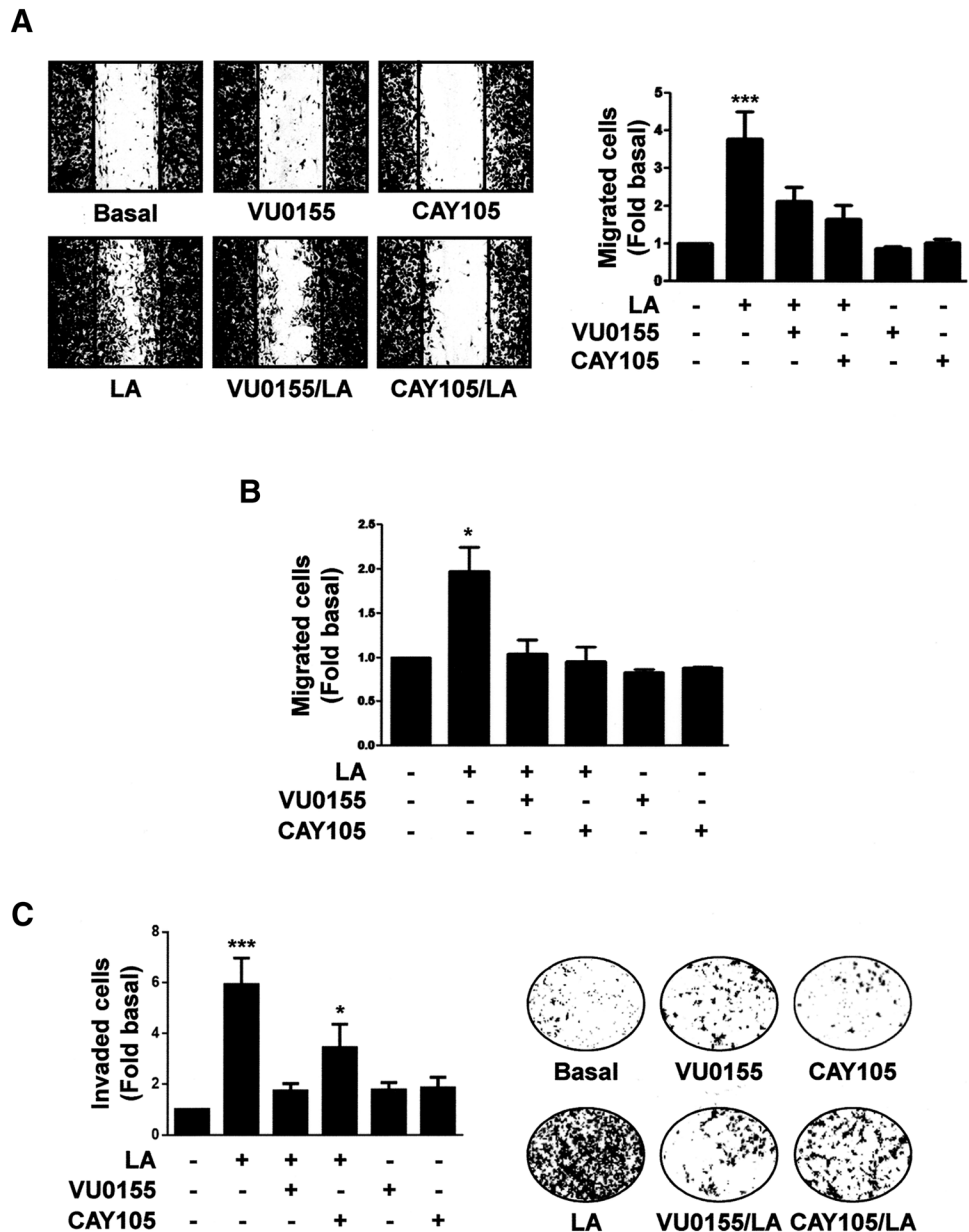 A
Basal VU0155 CAY105
LA VU0155/LA CAY105/LA
Migrated cells
(Fold basal)
5
4
3
2
1
0
***
LA - + + + - -
VU0155 - - + - + -
CAY105 - - - + - +
B
Migrated cells
(Fold basal)
2.5
2.0
1.5
1.0
0.5
0.0
*
LA - + + + - -
VU0155 - - + - + -
CAY105 - - - + - +
C
Invaded cells
(Fold basal)
8
6
4
2
0
***
*
LA - + + + - -
VU0155 - - + - + -
CAY105 - - - + - +
Basal VU0155 CAY105
LA VU0155/LA CAY105/LA